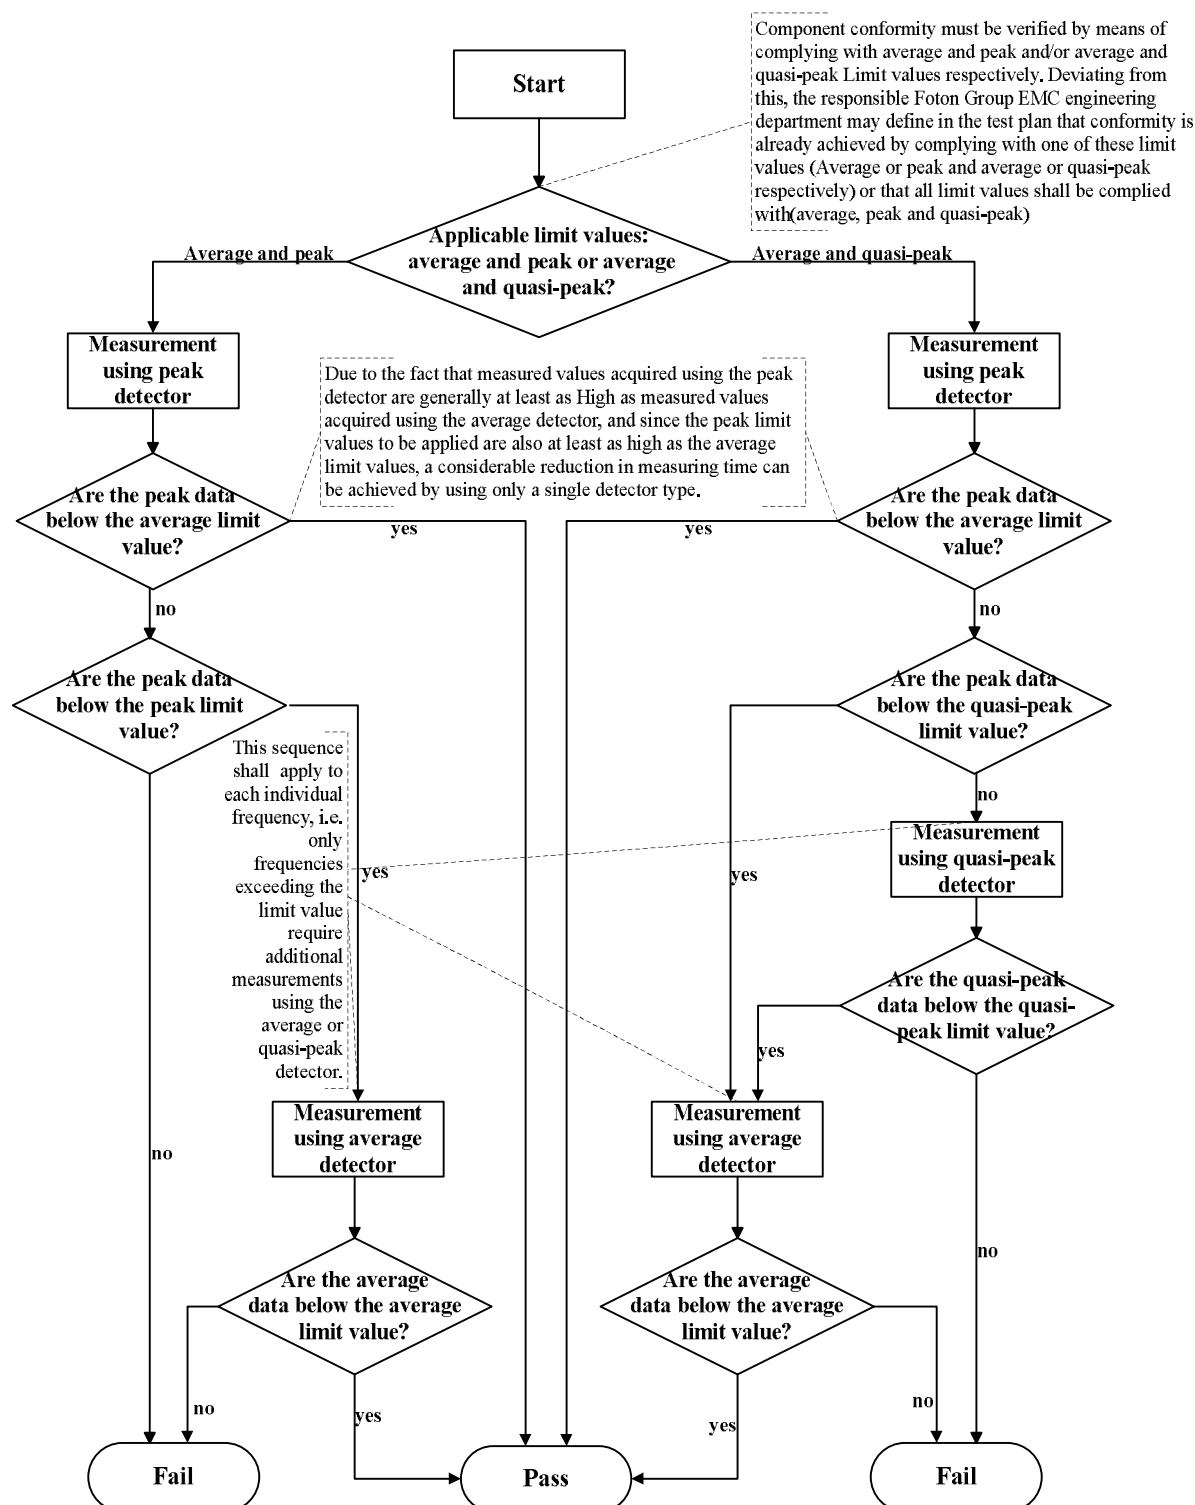 Component conformity must be verified by means of
complying with average and peak and/or average and
quasi-peak Limit values respectively. Deviating from
this, the responsible Foton Group EMC engineering
department may define in the test plan that conformity is
already achieved by complying with one of these limit
values (Average or peak and average or quasi-peak
respectively) or that all limit values shall be complied
with(average, peak and quasi-peak)
Start
Applicable limit values:
average and peak or average
and quasi-peak?
Average and peak
Average and quasi-peak
Measurement
using peak
detector
Measurement
using peak
detector
Due to the fact that measured values acquired using the peak
detector are generally at least as High as measured values
acquired using the average detector, and since the peak limit
values to be applied are also at least as high as the average
limit values, a considerable reduction in measuring time can
be achieved by using only a single detector type.
Are the peak data
below the average limit
value?
yes
yes
Are the peak data
below the average limit
value?
no
no
Are the peak data
below the peak limit
value?
Are the peak data
below the quasi-peak
limit value?
This sequence
shall apply to
each individual
frequency, i.e.
only
frequencies
exceeding the
limit value
require
additional
measurements
using the
average or
quasi-peak
detector.
yes
yes
no
Measurement
using quasi-peak
detector
Are the quasi-peak
data below the quasi-
peak limit value?
yes
Measurement
using average
detector
Measurement
using average
detector
no
no
Are the average
data below the average
limit value?
Are the average
data below the average
limit value?
no
yes
yes
no
Fail
Pass
Fail